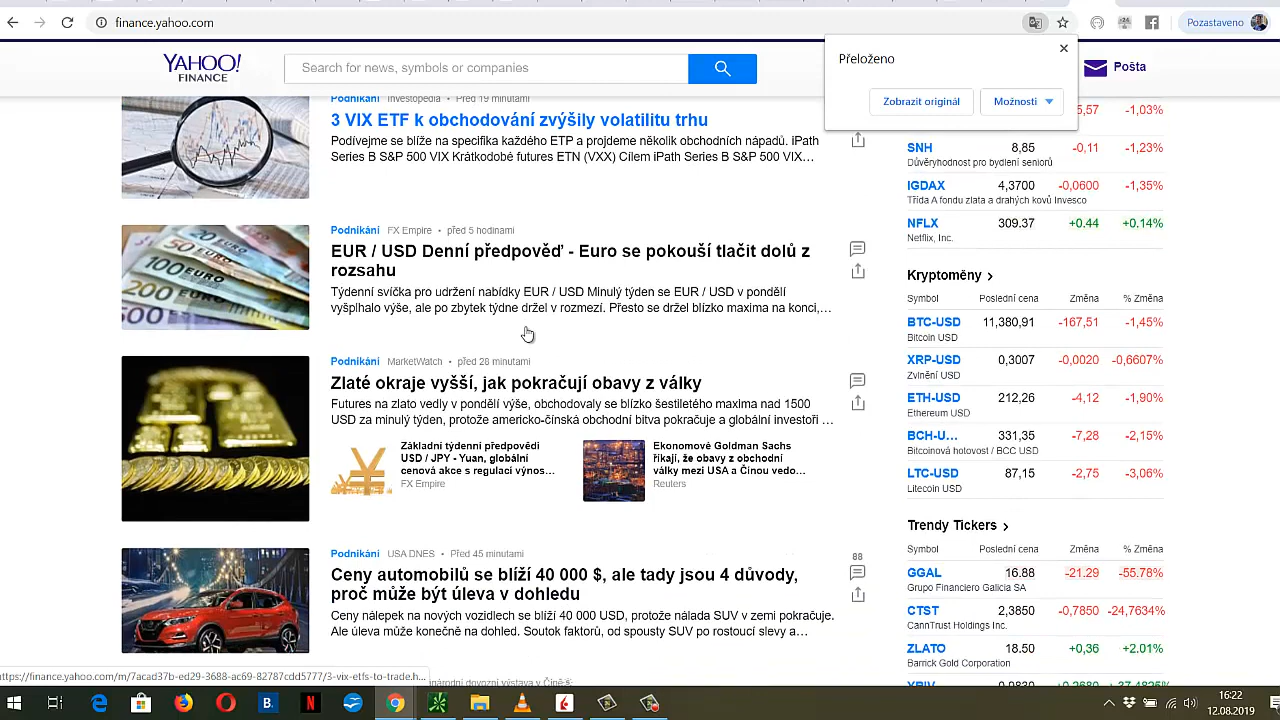 finance.yahoo.com
Pozastaveno
YAHOO!
FINANCE
Search for news, symbols or companies
Přeloženo
Zobrazit originál
Možnosti
Pošta
Podnikání Investopedia • Před 19 minutami
3 VIX ETF k obchodování zvýšily volatilitu trhu
Podívejme se blíže na specifika každého ETP a projdeme několik obchodních nápadů. iPath
Series B S&P 500 VIX Krátkodobé futures ETN (VXX) Cílem iPath Series B S&P 500 VIX…
Podnikání FX Empire • před 5 hodinami
EUR / USD Denní předpověď - Euro se pokouší tlačit dolů z
rozsahu
Týdenní svíčka pro udržení nabídky EUR / USD Minulý týden se EUR / USD v pondělí
vyšplhalo výše, ale po zbytek týdne držel v rozmezí. Přesto se držel blízko maxima na konci,…
Podnikání MarketWatch • před 28 minutami
Zlaté okraje vyšší, jak pokračují obavy z války
Futures na zlato vedly v pondělí výše, obchodovaly se blízko šestiletého maxima nad 1500
USD za minulý týden, protože americko-čínská obchodní bitva pokračuje a globální investoři …
Základní týdenní předpovědi
USD / JPY - Yuan, globální
cenová akce s regulací výnos…
FX Empire
Ekonomové Goldman Sachs
říkají, že obavy z obchodní
války mezi USA a Čínou vedo…
Reuters
Podnikání USA DNES • Před 45 minutami
88
Ceny automobilů se blíží 40 000 $, ale tady jsou 4 důvody,
proč může být úleva v dohledu
Ceny nálepek na nových vozidlech se blíží 40 000 USD, protože nálada SUV v zemi pokračuje.
Ale úleva může konečně na dohled. Soutok faktorů, od spousty SUV po rostoucí slevy a…
5,57 -1,03%
SNH 8,85 -0,11 -1,23%
Důvěryhodnost pro bydlení seniorů
IGDAX 4,3700 -0,0600 -1,35%
Třída A fondu zlata a drahých kovů Invesco
NFLX 309.37 +0.44 +0.14%
Netflix, Inc.
Kryptoměny
Symbol Poslední cena Změna % Změna
BTC-USD 11,380,91 -167,51 -1,45%
Bitcoin USD
XRP-USD 0,3007 -0,0020 -0,6607%
Zvlnění USD
ETH-USD 212,26 -4,12 -1,90%
Ethereum USD
BCH-U... 331,35 -7,28 -2,15%
Bitcoinová hotovost / BCC USD
LTC-USD 87,15 -2,75 -3,06%
Litecoin USD
Trendy Tickers
Symbol Poslední cena Změna % Změna
GGAL 16.88 -21.29 -55.78%
Grupo Financiero Galicia SA
CTST 2,3850 -0,7850 -24,7634%
CannTrust Holdings Inc.
ZLATO 18.50 +0,36 +2.01%
Barrick Gold Corporation
https://finance.yahoo.com/m/7acad37b-ed29-3688-ac69-82787cdd5777/3-vix-etfs-to-trade.h...
národní dozorví výstava v Číně
16:22
12.08.2019